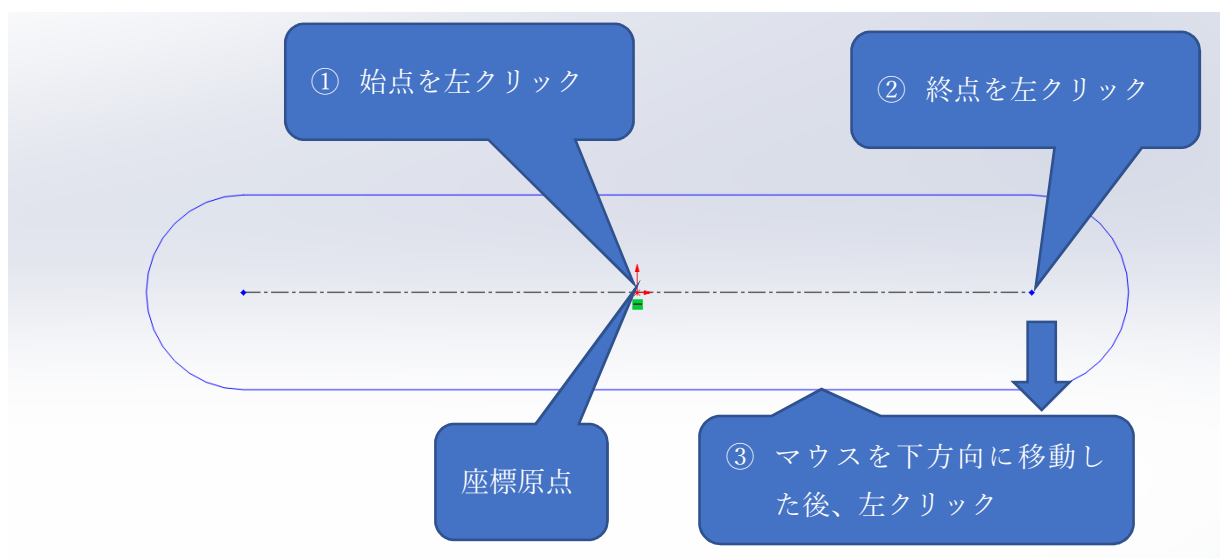 ① 始点を左クリック
② 終点を左クリック
座標原点
③ マウスを下方向に移動し
た後、左クリック